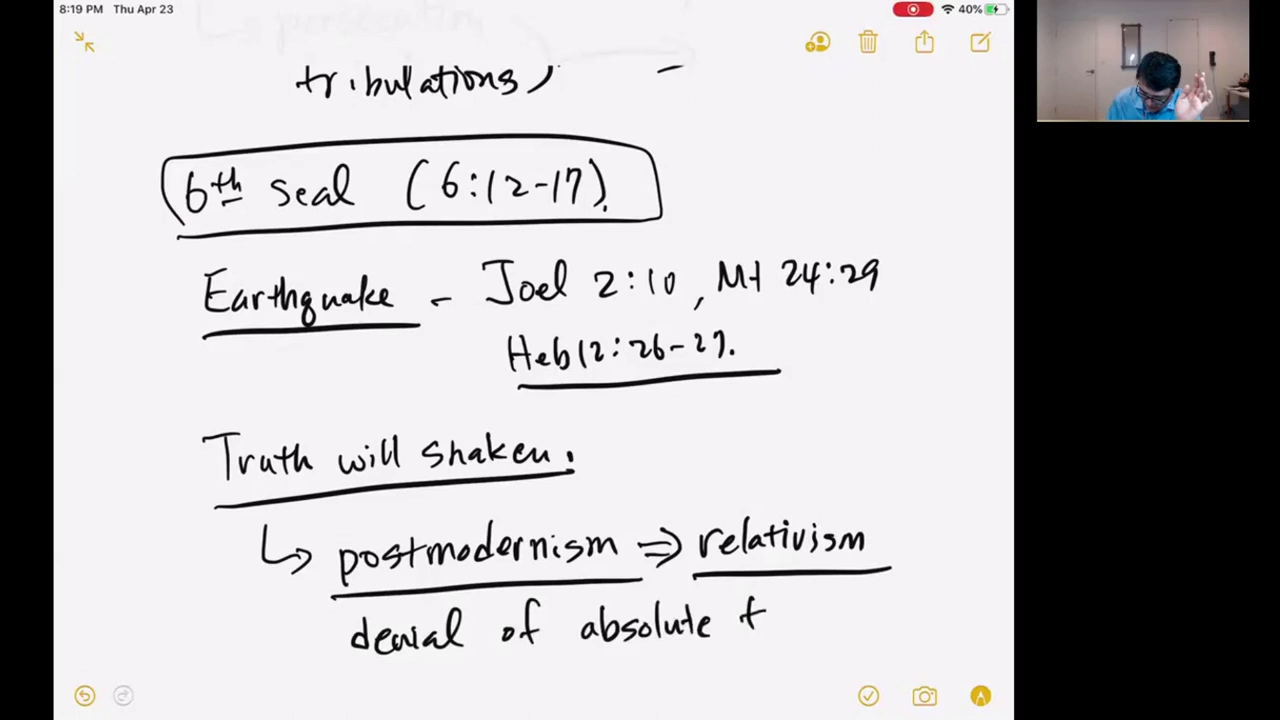 8:19 PM Thu Apr 23
40%
tribulations)
6th seal (6:12-17).
Earthquake - Joel 2:10, Mt 24:29
Heb 12:26-27.
Truth will shaken.
↳ postmodernism ⇒ relativism
denial of absolute t